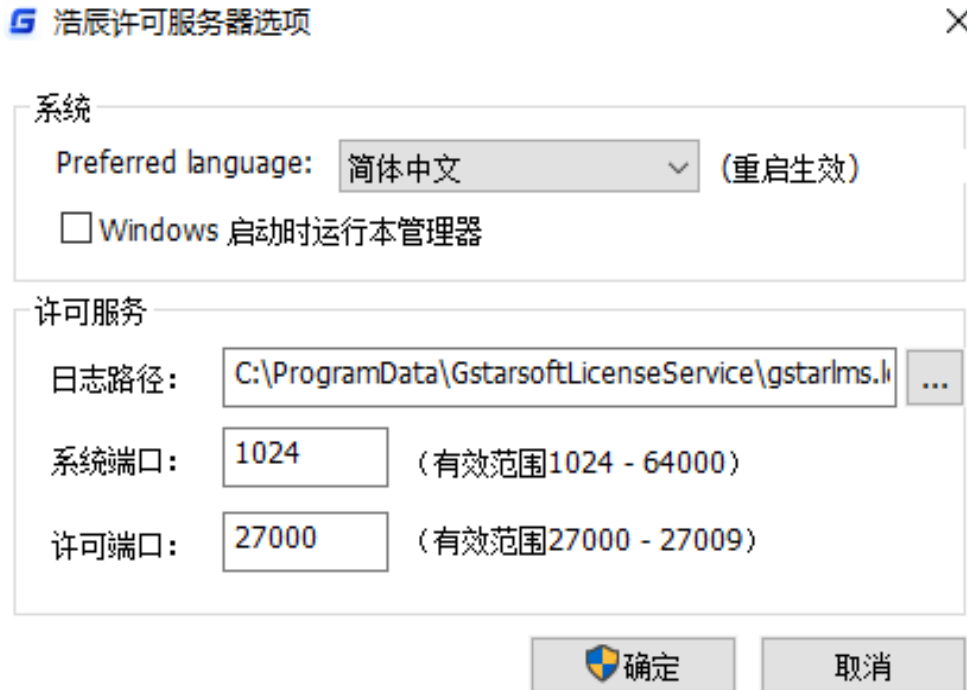 浩辰许可服务器选项
系统
Preferred language: 简体中文 (重启生效)
Windows 启动时运行本管理器
许可服务
日志路径： C:\ProgramData\GstarsoftLicenseService\gstarlms.l ...
系统端口： 1024 （有效范围1024 - 64000）
许可端口： 27000 （有效范围27000 - 27009）
确定 取消